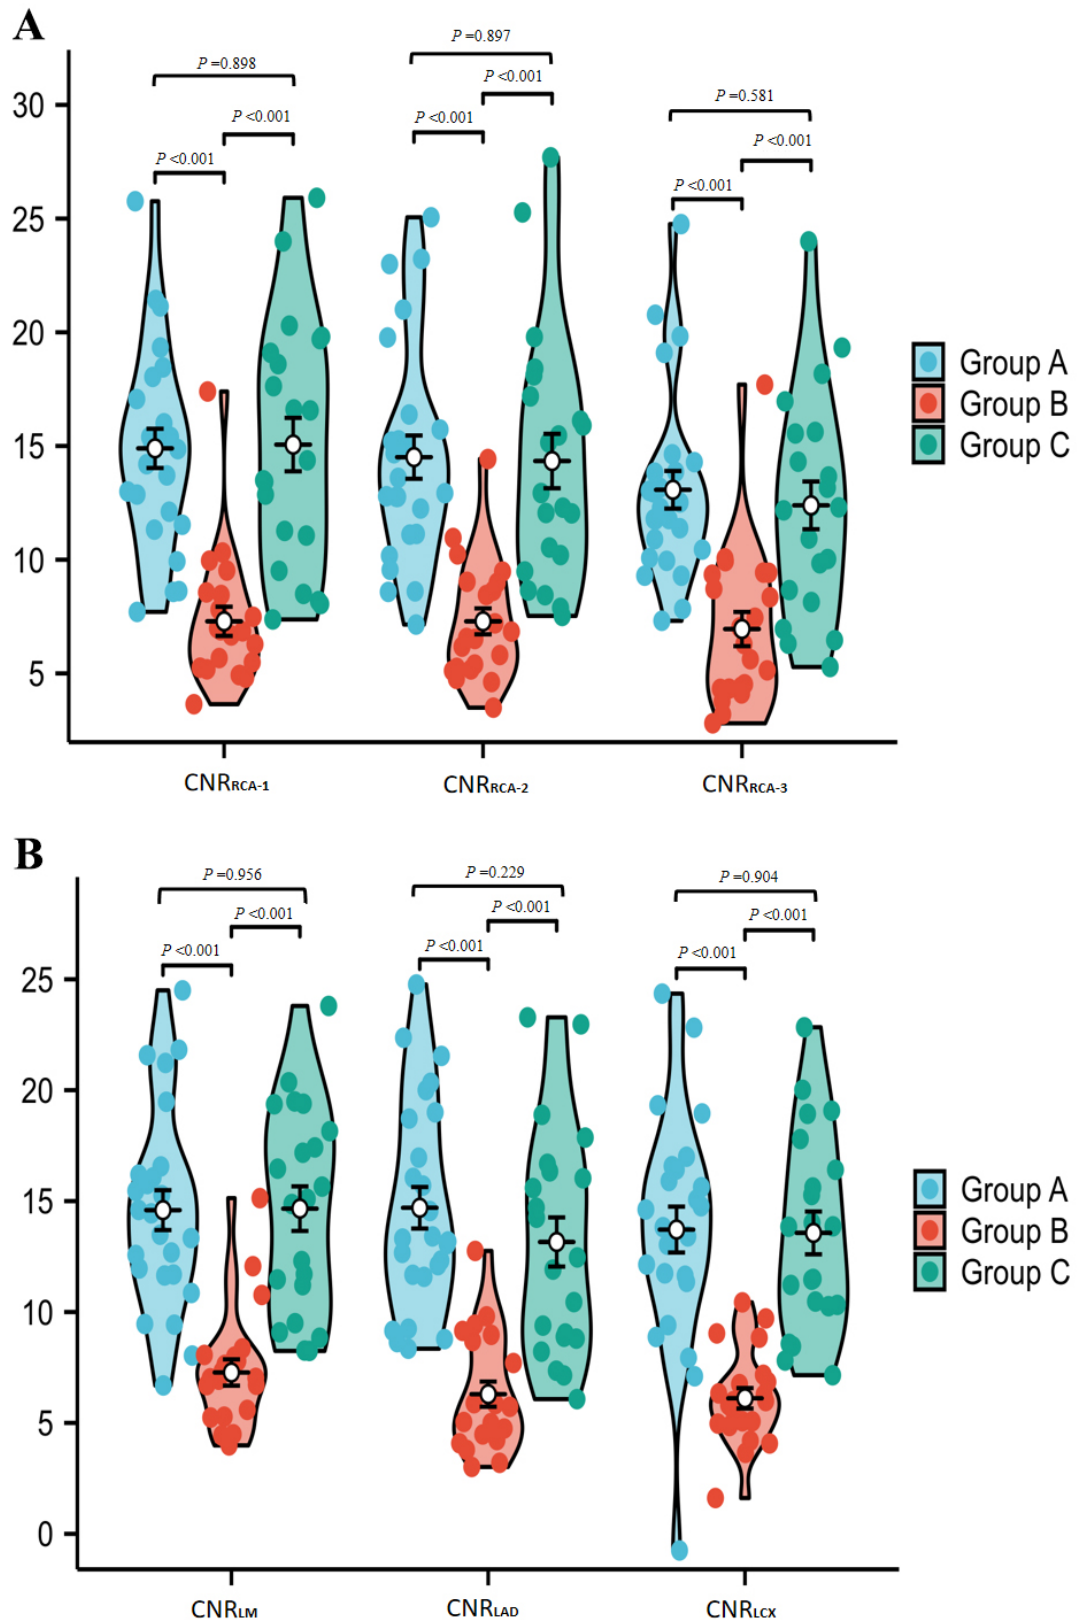 A
P =0.898
P <0.001
P <0.001
P =0.897
P <0.001
P <0.001
P =0.581
P <0.001
P <0.001
30
25
20
15
10
5
CNRRCA-1
CNRRCA-2
CNRRCA-3
Group A
Group B
Group C
B
P =0.956
P <0.001
P <0.001
P =0.229
P <0.001
P <0.001
P =0.904
P <0.001
P <0.001
25
20
15
10
5
0
CNRLM
CNRLAD
CNRLCX
Group A
Group B
Group C